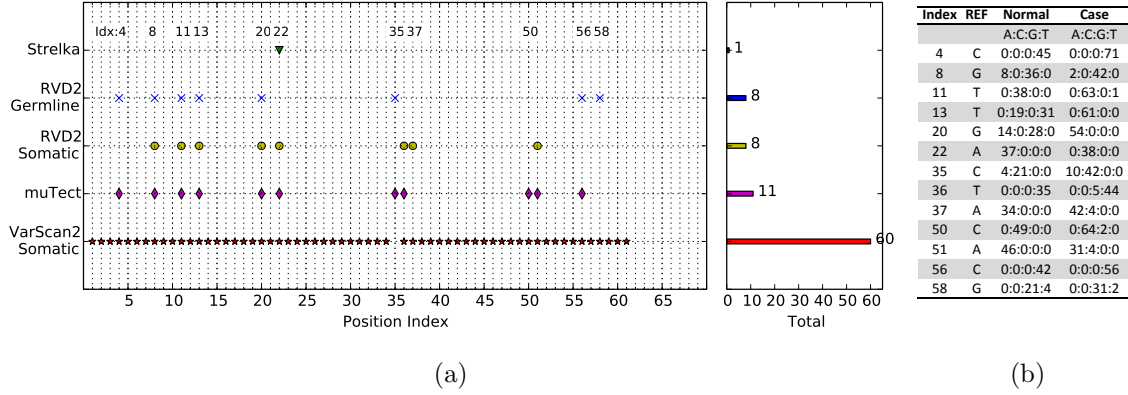 Idx:4 8 11 13 20 22 35 37 50 56 58
Strelka
RVD2
Germline
RVD2
Somatic
muTect
VarScan2
Somatic
5 10 15 20 25 30 35 40 45 50 55 60 65
Position Index
1
8
8
11
60
0 10 20 30 40 50 60
Total
(a)
Index REF Normal Case
A:C:G:T A:C:G:T
4 C 0:0:0:45 0:0:0:71
8 G 8:0:36:0 2:0:42:0
11 T 0:38:0:0 0:63:0:1
13 T 0:19:0:31 0:61:0:0
20 G 14:0:28:0 54:0:0:0
22 A 37:0:0:0 0:38:0:0
35 C 4:21:0:0 10:42:0:0
36 T 0:0:0:35 0:0:5:44
37 A 34:0:0:0 42:4:0:0
50 C 0:49:0:0 0:64:2:0
51 A 46:0:0:0 31:4:0:0
56 C 0:0:0:42 0:0:0:56
58 G 0:0:21:4 0:0:31:2
(b)